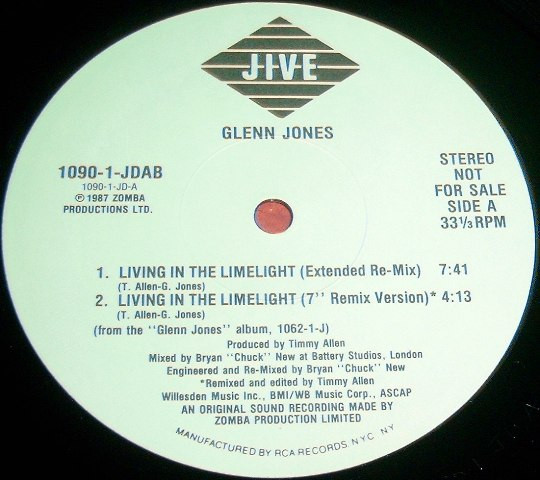 JIVE
GLENN JONES
1090-1-JDAB
1090-1-JD-A
℗ 1987 ZOMBA
PRODUCTIONS LTD.
STEREO
NOT
FOR SALE
SIDE A
33⅓ RPM
1. LIVING IN THE LIMELIGHT (Extended Re-Mix) 7:41
(T. Allen-G. Jones)
2. LIVING IN THE LIMELIGHT (7'' Remix Version)* 4:13
(T. Allen-G. Jones)
(from the "Glenn Jones" album, 1062-1-J)
Produced by Timmy Allen
Mixed by Bryan "Chuck" New at Battery Studios, London
Engineered and Re-Mixed by Bryan "Chuck" New
*Remixed and edited by Timmy Allen
Willesden Music Inc., BMI/WB Music Corp., ASCAP
AN ORIGINAL SOUND RECORDING MADE BY
ZOMBA PRODUCTION LIMITED
MANUFACTURED BY RCA RECORDS, NYC, NY